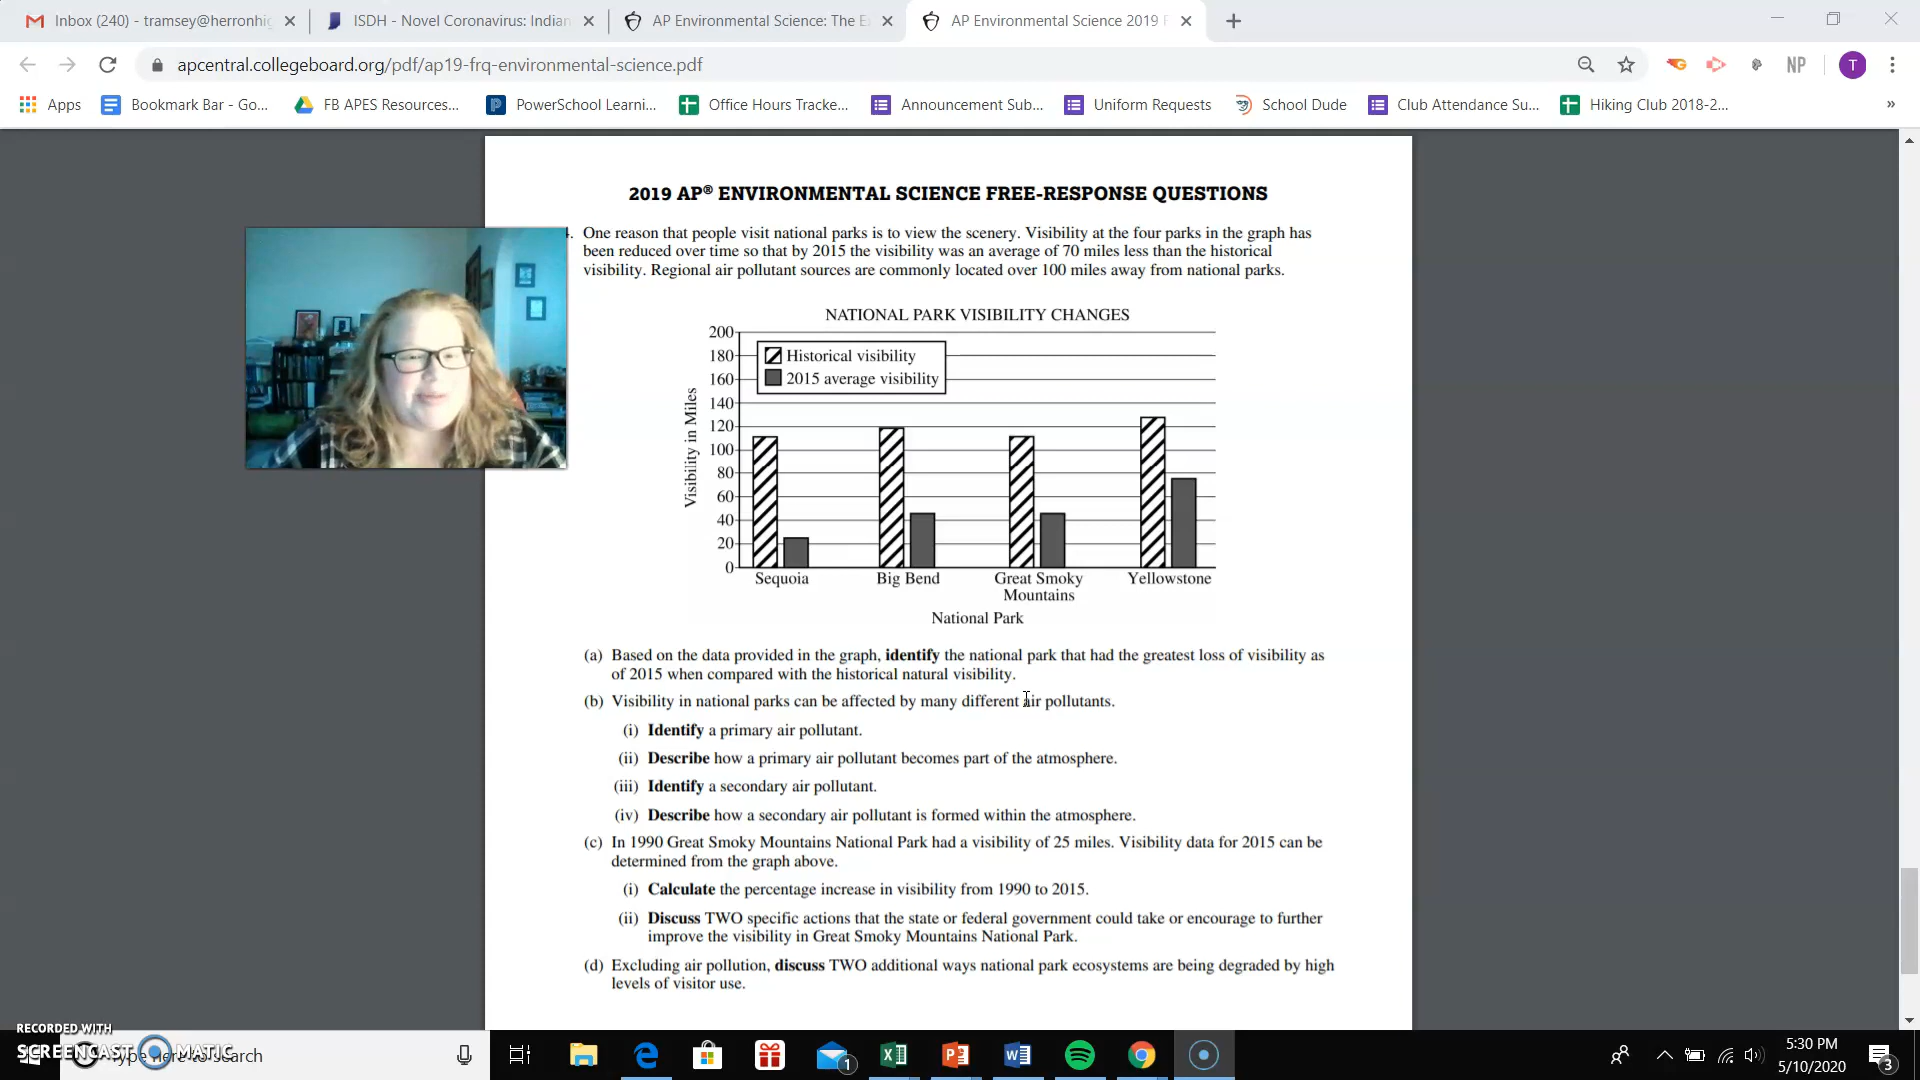 Inbox (240) - tramsey@herronhig
ISDH - Novel Coronavirus: Indian
AP Environmental Science: The E
AP Environmental Science 2019 F
apcentral.collegeboard.org/pdf/ap19-frq-environmental-science.pdf
NP
T
Apps
Bookmark Bar - Go...
FB APES Resources...
PowerSchool Learni...
Office Hours Tracke...
Announcement Sub...
Uniform Requests
School Dude
Club Attendance Su...
Hiking Club 2018-2...
»
2019 AP® ENVIRONMENTAL SCIENCE FREE-RESPONSE QUESTIONS
One reason that people visit national parks is to view the scenery. Visibility at the four parks in the graph has
been reduced over time so that by 2015 the visibility was an average of 70 miles less than the historical
visibility. Regional air pollutant sources are commonly located over 100 miles away from national parks.
NATIONAL PARK VISIBILITY CHANGES
Historical visibility
2015 average visibility
Visibility in Miles
200
180
160
140
120
100
80
60
40
20
0
Sequoia
Big Bend
Great Smoky
Mountains
Yellowstone
National Park
(a) Based on the data provided in the graph, identify the national park that had the greatest loss of visibility as
of 2015 when compared with the historical natural visibility.
(b) Visibility in national parks can be affected by many different air pollutants.
(i) Identify a primary air pollutant.
(ii) Describe how a primary air pollutant becomes part of the atmosphere.
(iii) Identify a secondary air pollutant.
(iv) Describe how a secondary air pollutant is formed within the atmosphere.
(c) In 1990 Great Smoky Mountains National Park had a visibility of 25 miles. Visibility data for 2015 can be
determined from the graph above.
(i) Calculate the percentage increase in visibility from 1990 to 2015.
(ii) Discuss TWO specific actions that the state or federal government could take or encourage to further
improve the visibility in Great Smoky Mountains National Park.
(d) Excluding air pollution, discuss TWO additional ways national park ecosystems are being degraded by high
levels of visitor use.
RECORDED WITH
SCREENCAST MATIC
Type here to search
1
5:30 PM
5/10/2020
3